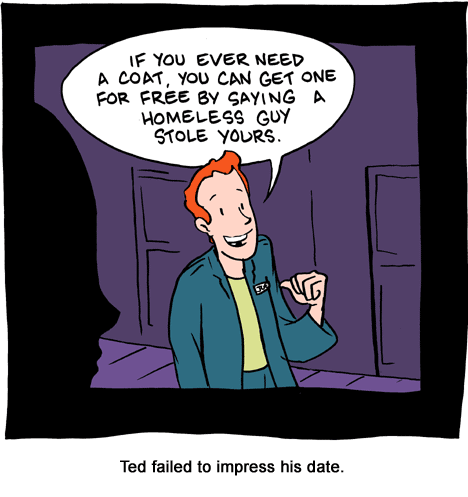 IF YOU EVER NEED
A COAT, YOU CAN GET ONE
FOR FREE BY SAYING A
HOMELESS GUY
STOLE YOURS.
Ted failed to impress his date.